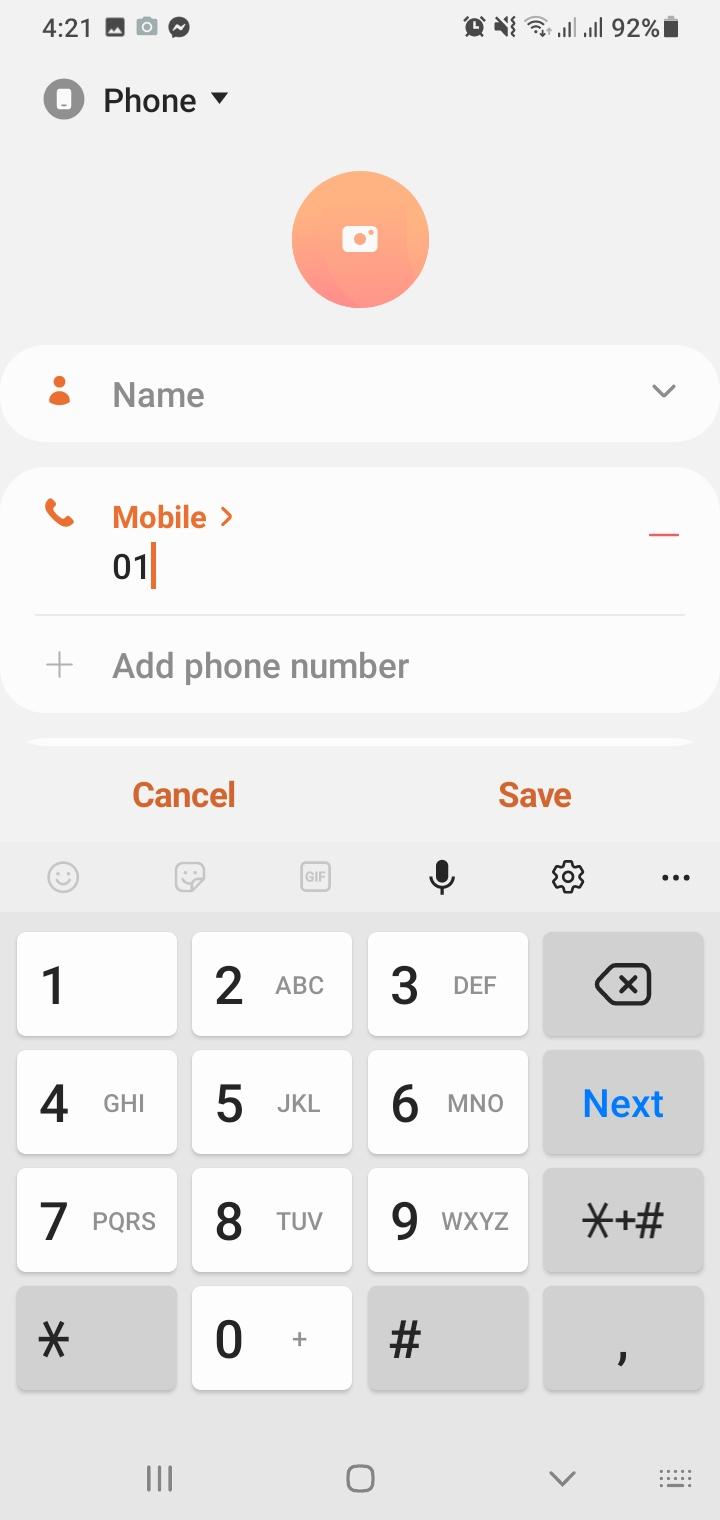 4:21 92%
Phone
Name
Mobile
01
Add phone number
Cancel Save
GIF
1 2 ABC 3 DEF
4 GHI 5 JKL 6 MNO Next
7 PQRS 8 TUV 9 WXYZ *+#
* 0 + # ,